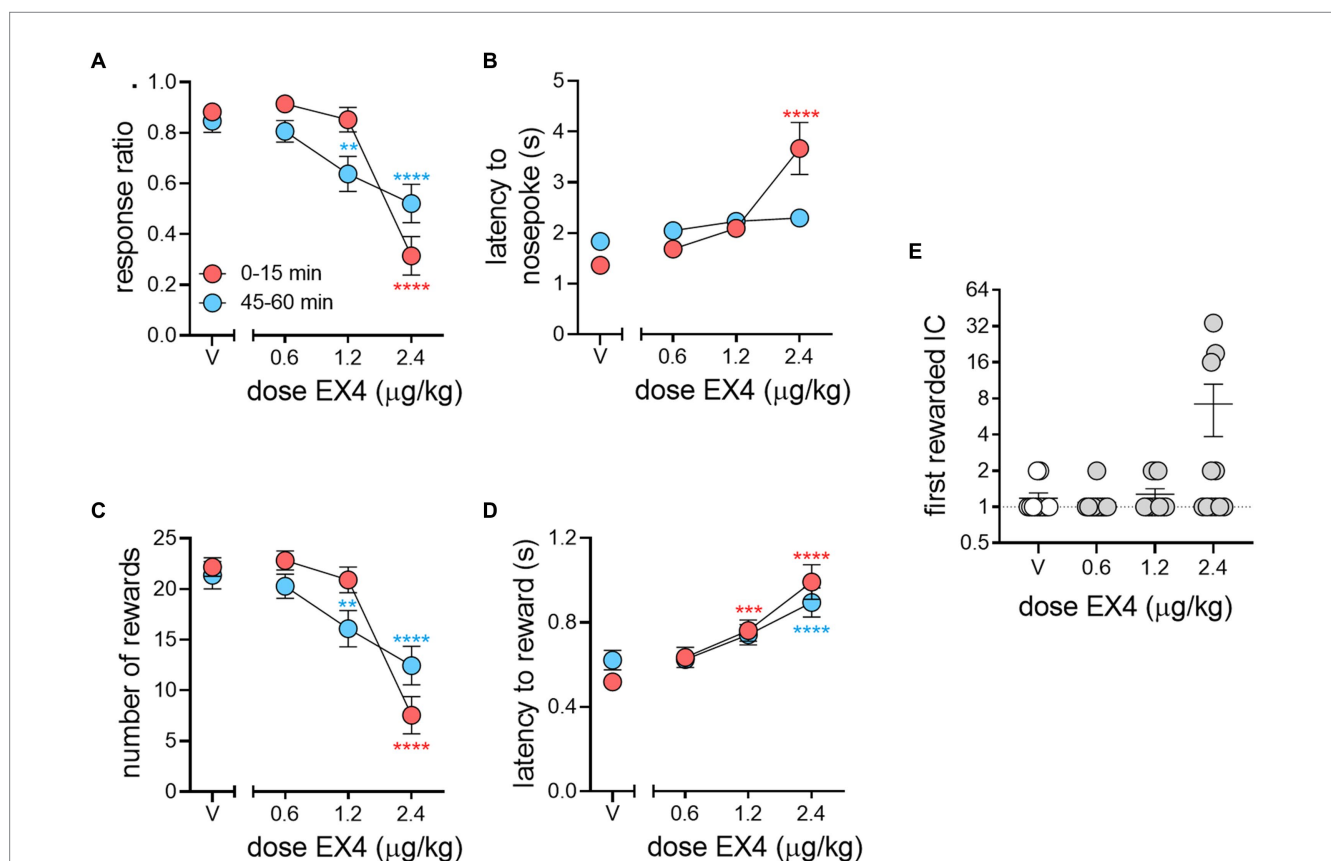 A
1.0
0.8
0.6
0.4
0.2
0.0
response ratio
**
****
****
0-15 min
45-60 min
V
0.6
1.2
2.4
dose EX4 (μg/kg)
B
5
4
3
2
1
0
latency to
nosepoke (s)
****
V
0.6
1.2
2.4
dose EX4 (μg/kg)
C
25
20
15
10
5
0
number of rewards
**
****
****
V
0.6
1.2
2.4
dose EX4 (μg/kg)
D
1.2
0.8
0.4
0.0
latency to reward (s)
***
****
****
V
0.6
1.2
2.4
dose EX4 (μg/kg)
E
64
32
16
8
4
2
1
0.5
first rewarded IC
V
0.6
1.2
2.4
dose EX4 (μg/kg)